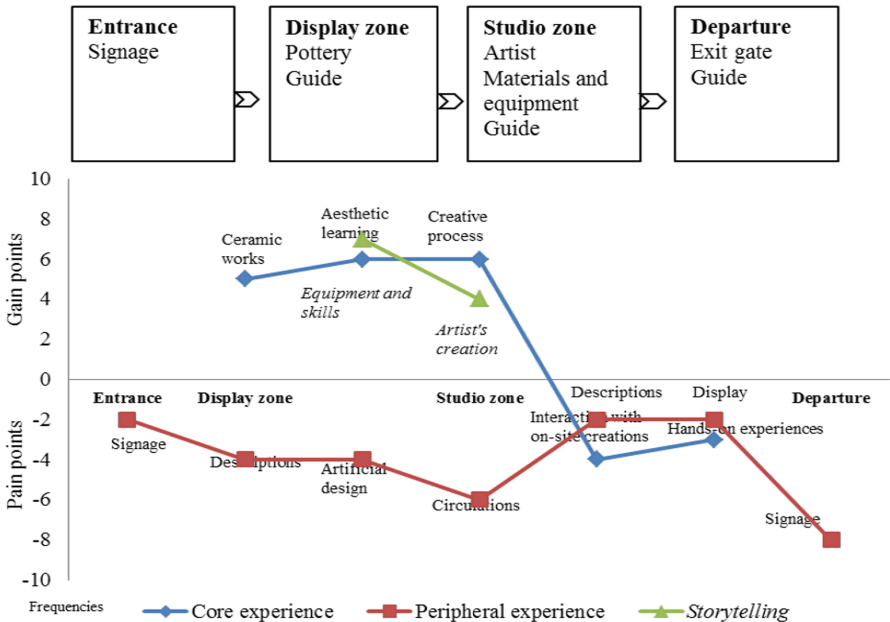 Entrance
Signage
Display zone
Pottery
Guide
Studio zone
Artist
Materials and
equipment
Guide
Departure
Exit gate
Guide
Gain points
Pain points
10
8
6
4
2
0
-2
-4
-6
-8
-10
Ceramic
works
Aesthetic
learning
Creative
process
Equipment and
skills
Artist's
creation
Entrance
Display zone
Studio zone
Departure
Descriptions
Display
Interaction with
on-site creations
Hands-on experiences
Signage
Descriptions
Artificial
design
Circulations
Signage
Frequencies
Core experience
Peripheral experience
Storytelling